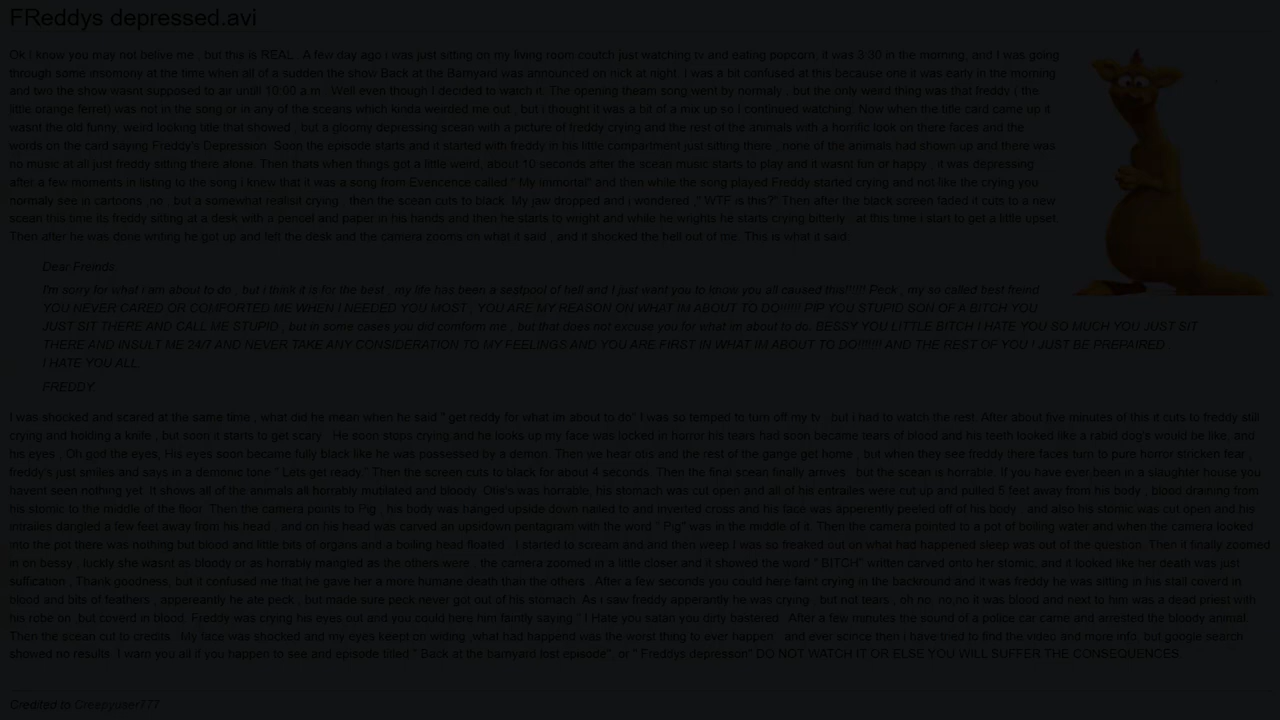 FReddys depressed.avi
Ok i know you may not belive me , but this is REAL . A few day ago i was just sitting on my living room coutch just watching tv and eating popcorn, it was 3:30 in the morning, and I was going
through some insomony at the time when all of a sudden the show Back at the Barnyard was announced on nick at night. I was a bit confused at this because one it was early in the morning
and two the show wasnt supposed to air untill 10:00 a.m . Well even though I decided to watch it. The opening theam song went by normaly , but the only weird thing was that freddy ( the
little orange ferret) was not in the song or in any of the sceans which kinda weirded me out , but i thought it was a bit of a mix up so i continued watching. Now when the title card came up it
wasnt the old funny, weird looking title that showed , but a gloomy depressing scean with a picture of freddy crying and the rest of the animals with a horrific look on there faces and the
words on the card saying Freddy's Depression. Soon the episode starts and it started with freddy in his little compartment just sitting there , none of the animals had shown up and there was
no music at all just freddy sitting there alone. Then thats when things got a little weird, about 10 seconds after the scean music starts to play and it wasnt fun or happy , it was depressing
after a few moments in listing to the song i knew that it was a song from Evencence called " My Immortal" and then while the song played Freddy started crying and not like the crying you
normaly see in cartoons ,no , but a somewhat realisit crying , then the scean cuts to black. My jaw dropped and i wondered ," WTF is this?" Then after the black screen faded it cuts to a new
scean this time its freddy sitting at a desk with a pensel and paper in his hands and then he starts to wright and while he wrights he starts crying bitterly , at this time i start to get a little upset.
Then after he was done writing he got up and left the desk and the camera zooms on what it said , and it shocked the hell out of me. This is what it said.
Dear Freinds,
I'm sorry for what i am about to do , but i think it is for the best , my life has been a sestpool of hell and I just want you to know you all caused this!!!!!! Peck , my so called best freind
YOU NEVER CARED OR COMFORTED ME WHEN I NEEDED YOU MOST , YOU ARE MY REASON ON WHAT IM ABOUT TO DO!!!!!! PIP YOU STUPID SON OF A BITCH YOU
JUST SIT THERE AND CALL ME STUPID , but in some cases you did comform me , but that does not excuse you for what im about to do. BESSY YOU LITTLE BITCH I HATE YOU SO MUCH YOU JUST SIT
THERE AND INSULT ME 24/7 AND NEVER TAKE ANY CONSIDERATION TO MY FEELINGS AND YOU ARE FIRST IN WHAT IM ABOUT TO DO!!!!!!! AND THE REST OF YOU ! JUST BE PREPAIRED
I HATE YOU ALL.
FREDDY.
I was shocked and scared at the same time , what did he mean when he said " get reddy for what im about to do" I was so temped to turn off my tv , but i had to watch the rest. After about five minutes of this it cuts to freddy still
crying and holding a knife , but soon it starts to get scary . He soon stops crying and he looks up my face was locked in horror his tears had soon became tears of blood and his teeth looked like a rabid dog's would be like, and
his eyes , Oh god the eyes, His eyes soon became fully black like he was possessed by a demon. Then we hear otis and the rest of the gange get home , but when they see freddy there faces turn to pure horror stricken fear ,
freddy's just smiles and says in a demonic tone " Lets get ready." Then the screen cuts to black for about 4 seconds. Then the final scean finally arrives , but the scean is horrable. If you have ever been in a slaughter house you
havent seen nothing yet. It shows all of the animals all horrably mutilated and bloody. Otis's was horrable, his stomach was cut open and all of his entrailes were cut up and pulled 5 feet away from his body , blood draining from
his stomic to the middle of the floor. Then the camera points to Pig , his body was hanged upside down nailed to and inverted cross and his face was apperently peeled off of his body , and also his stomic was cut open and his
intrailes dangled a few feet away from his head , and on his head was carved an upsidown pentagram with the word " Pig" was in the middle of it. Then the camera pointed to a pot of boiling water and when the camera looked
into the pot there was nothing but blood and little bits of organs and a boiling head floated . I started to scream and and then weep I was so freaked out on what had happened sleep was out of the question. Then it finally zoomed
in on bessy , luckily she wasnt as bloody or as horrably mangled as the others were , the camera zoomed in a little closer and it showed the word " BITCH" written carved onto her stomic, and it looked like her death was just
suffication , Thank goodness, but it confused me that he gave her a more humane death than the others . After a few seconds you could here faint crying in the backround and it was freddy he was sitting in his stall coverd in
blood and bits of feathers , appereantly he ate peck , but made sure peck never got out of his stomach. As i saw freddy apperantly he was crying , but not tears , oh no, no,no it was blood and next to him was a dead priest with
his robe on ,but coverd in blood. Freddy was crying his eyes out and you could here him faintly saying " I Hate you satan you dirty bastered . After a few minutes the sound of a police car came and arrested the bloody animal.
Then the scean cut to credits . My face was shocked and my eyes keept on widing ,what had happend was the worst thing to ever happen , and ever scince then i have tried to find the video and more info, but google search
showed no results. I warn you all if you happen to see and episode titled " Back at the barnyard lost episode", or " Freddys depresson" DO NOT WATCH IT OR ELSE YOU WILL SUFFER THE CONSEQUENCES.
Credited to Creepyuser777